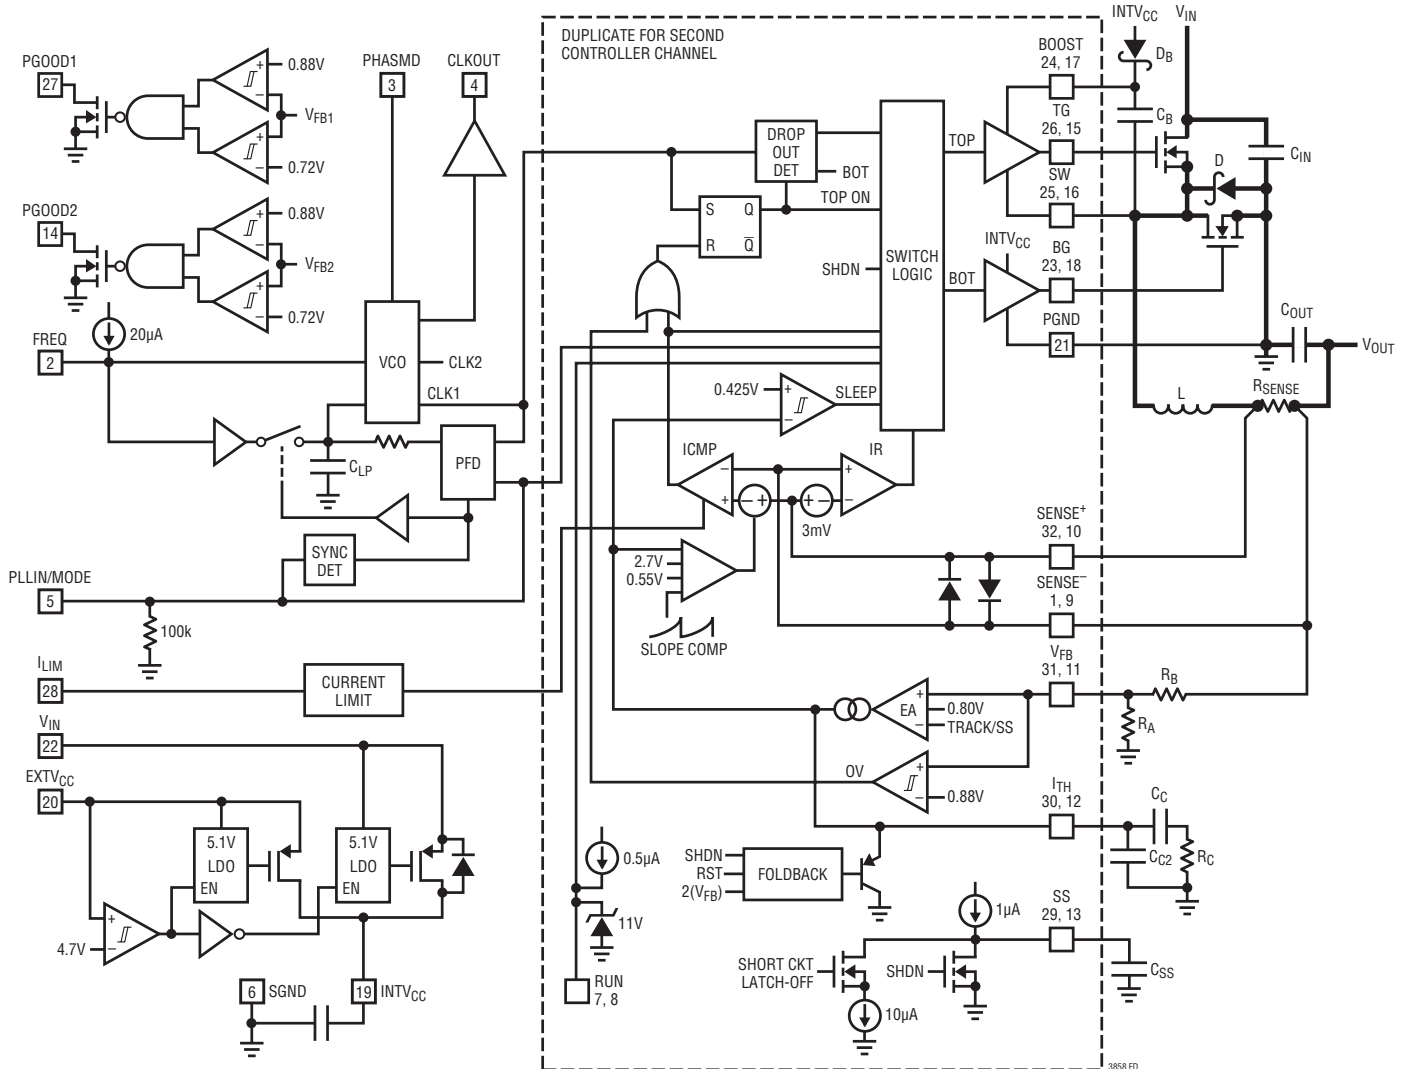 DUPLICATE FOR SECOND
CONTROLLER CHANNEL
PGOOD1
27
0.88V
VFB1
0.72V
PGOOD2
14
0.88V
VFB2
0.72V
PHASMD
3
CLKOUT
4
FREQ
2
20µA
VCO
CLK2
CLK1
CLP
PFD
SYNC
DET
PLLIN/MODE
5
100k
ILIM
28
CURRENT
LIMIT
VIN
22
EXTVCC
20
5.1V
LDO
EN
5.1V
LDO
EN
+
–
4.7V
6
SGND
19
INTVCC
DROP
OUT
DET
BOT
TOP ON
S
Q
R
Q̅
SHDN
SWITCH
LOGIC
TOP
BOT
INTVCC
0.425V
+
–
SLEEP
ICMP
–
+
– +
+ –
3mV
IR
+
–
2.7V
0.55V
SLOPE COMP
EA
+
0.80V
–
TRACK/SS
OV
+
–
0.88V
0.5µA
11V
RUN
7, 8
SHDN
RST
2(VFB)
FOLDBACK
1µA
SHORT CKT
LATCH-OFF
SHDN
10µA
BOOST
24, 17
TG
26, 15
SW
25, 16
BG
23, 18
PGND
21
SENSE+
32, 10
SENSE–
1, 9
VFB
31, 11
ITH
30, 12
SS
29, 13
INTVCC
VIN
DB
CB
D
CIN
COUT
VOUT
L
RSENSE
RB
RA
CC
CC2
RC
CSS
3858 FD